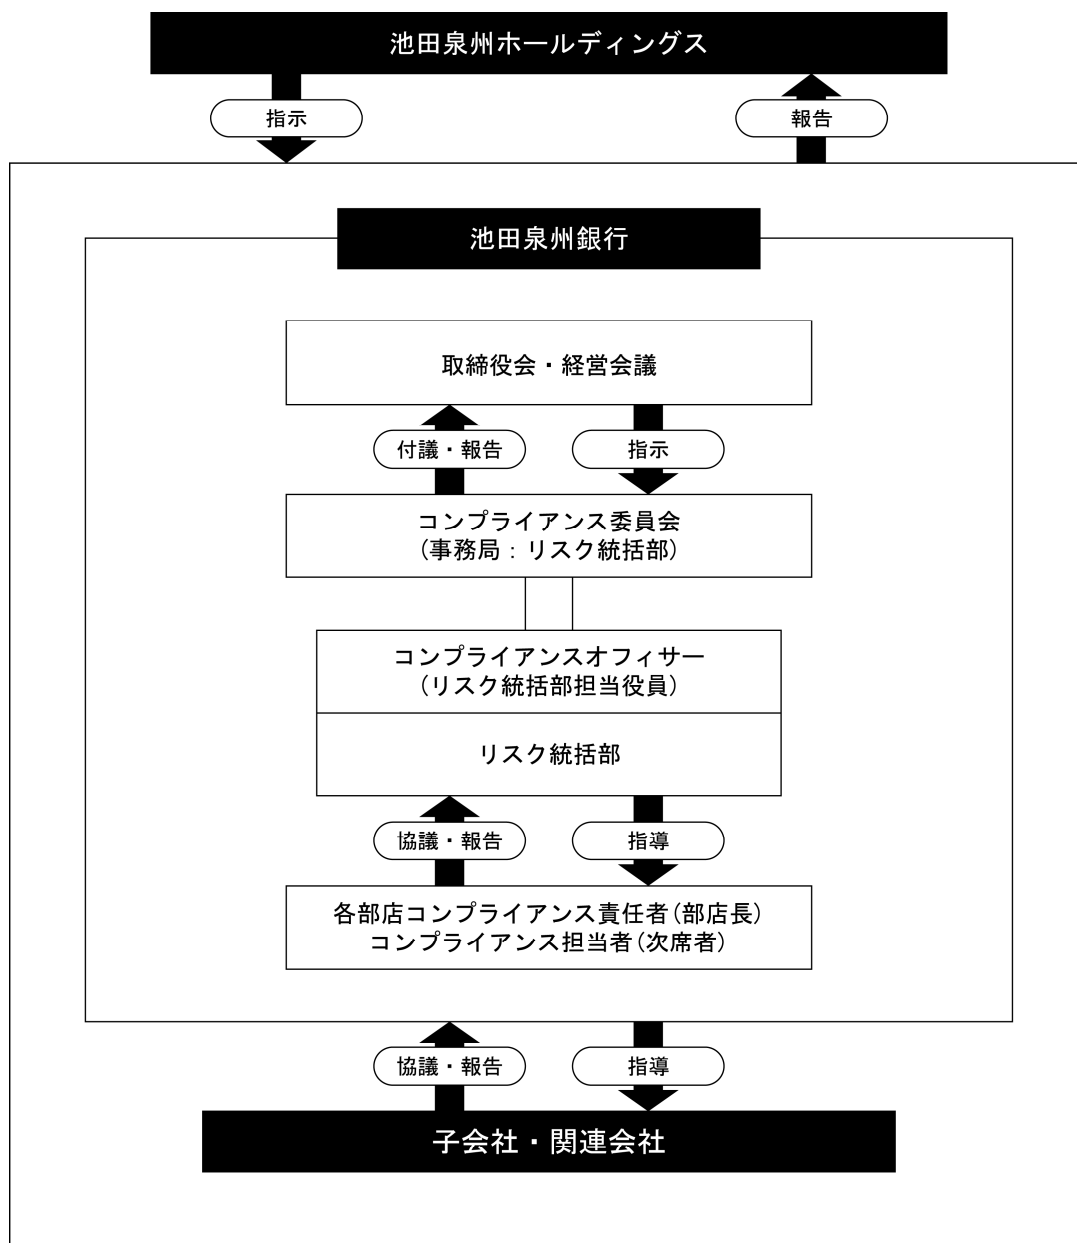 池田泉州ホールディングス
指示
報告
池田泉州銀行
取締役会・経営会議
付議・報告
指示
コンプライアンス委員会
(事務局：リスク統括部)
コンプライアンスオフィサー
(リスク統括部担当役員)
リスク統括部
協議・報告
指導
各部店コンプライアンス責任者(部店長)
コンプライアンス担当者(次席者)
協議・報告
指導
子会社・関連会社